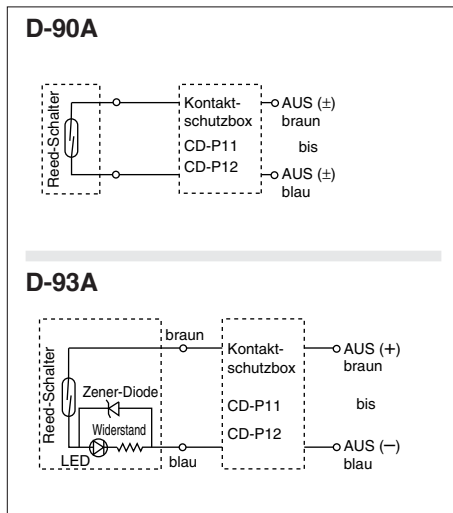 D-90A
Reed-Schalter
Kontakt-
schutzbox
CD-P11
CD-P12
AUS (±)
braun
bis
AUS (±)
blau
D-93A
Reed-Schalter
braun
Zener-Diode
Widerstand
LED
blau
Kontakt-
schutzbox
CD-P11
CD-P12
AUS (+)
braun
bis
AUS (−)
blau